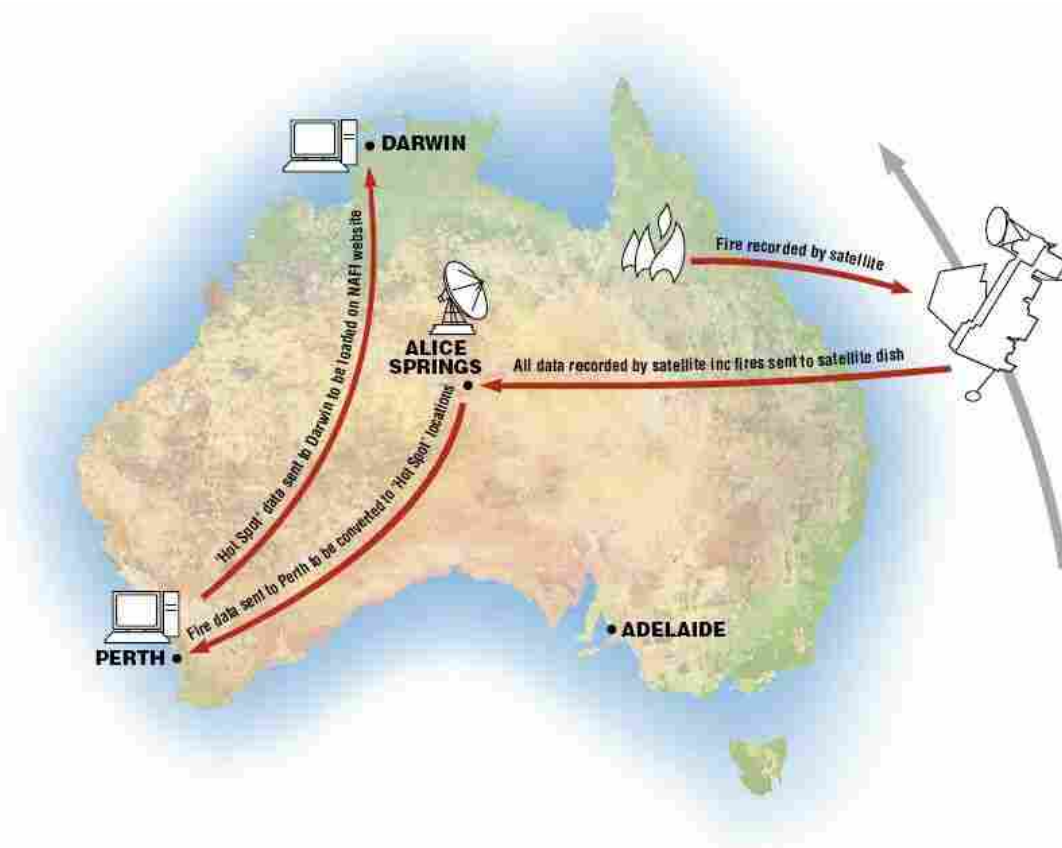 DARWIN
Fire recorded by satellite
ALICE
SPRINGS
All data recorded by satellite inc fires sent to satellite dish
'Hot Spot' data sent to Darwin to be loaded on NAFI website
Fire data sent to Perth to be converted to 'Hot Spot' locations
PERTH
ADELAIDE